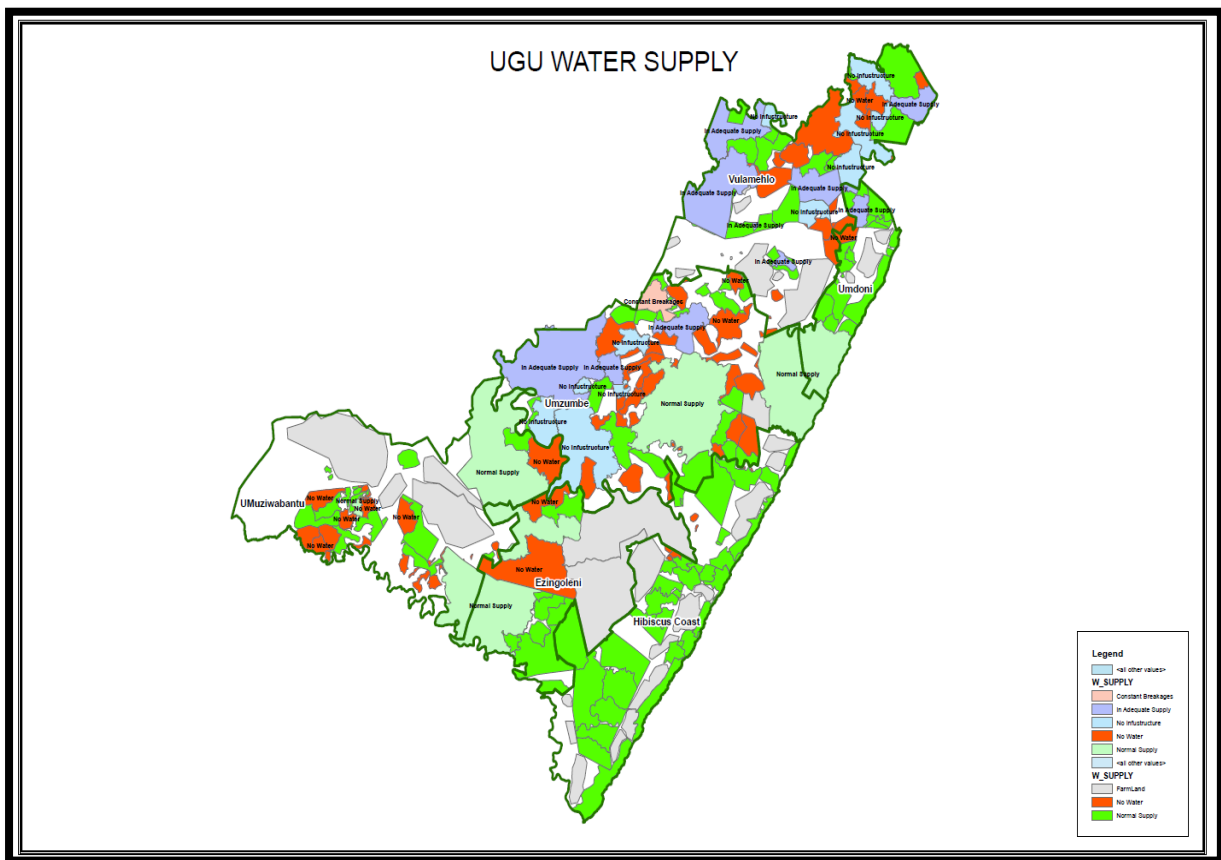 UGU WATER SUPPLY
No Infustructure
No Water
In Adequate Supply
No Infustructure
No Infustructure
No Infustructure
In Adequate Supply
No Infustructure
Vulamehlo
In Adequate Supply
In Adequate Supply
No Infustructure
In Adequate Supply
In Adequate Supply
No Water
In Adequate Supply
No Water
Umdoni
Constant Breakages
No Water
In Adequate Supply
No Infustructure
In Adequate Supply
In Adequate Supply
Normal Supply
No Infustructure
No Infustructure
Umzumbe
Normal Supply
No Infustructure
No Infustructure
No Water
Normal Supply
No Water
Normal Supply
UMuziwabantu
No Water
No Water
No Water
No Water
No Water
No Water
Ezingoleni
Normal Supply
Hibiscus Coast
Legend
<all other values>
W_SUPPLY
Constant Breakages
In Adequate Supply
No Infustructure
No Water
Normal Supply
<all other values>
W_SUPPLY
FarmLand
No Water
Normal Supply